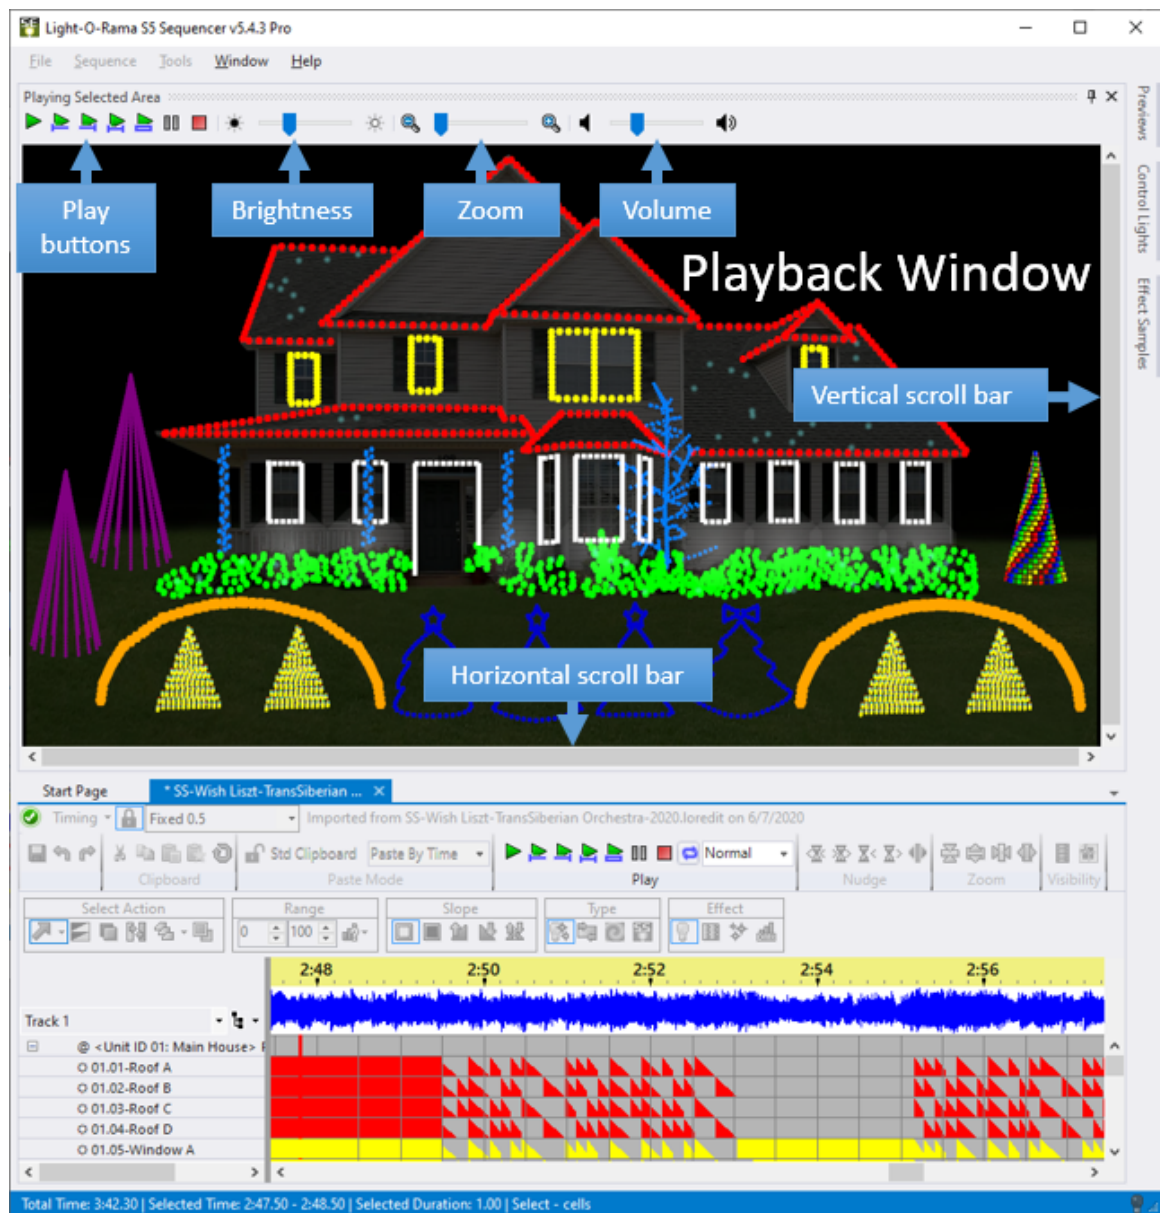 Light-O-Rama S5 Sequencer v5.4.3 Pro
File Sequence Tools Window Help
Playing Selected Area
Previews
Control Lights
Effect Samples
Play
buttons
Brightness
Zoom
Volume
Playback Window
Vertical scroll bar
Horizontal scroll bar
Start Page
* SS-Wish Liszt-TransSiberian ...
Timing
Fixed 0.5
Imported from SS-Wish Liszt-TransSiberian Orchestra-2020.loredit on 6/7/2020
Std Clipboard Paste By Time Normal
Clipboard Paste Mode Play Nudge Zoom Visibility
Select Action Range Slope Type Effect
0 100
2:48 2:50 2:52 2:54 2:56
Track 1
@ <Unit ID 01: Main House>
01.01-Roof A
01.02-Roof B
01.03-Roof C
01.04-Roof D
01.05-Window A
Total Time: 3:42.30 | Selected Time: 2:47.50 - 2:48.50 | Selected Duration: 1.00 | Select - cells